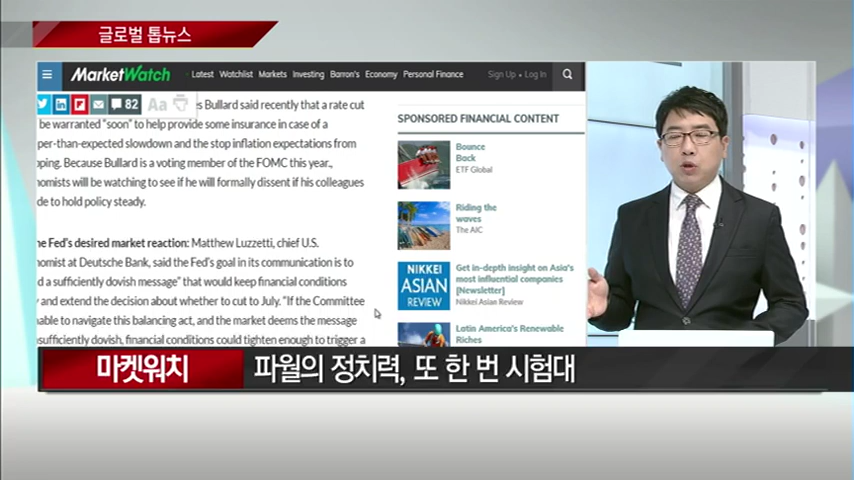 글로벌 톱뉴스
MarketWatch
Latest Watchlist Markets Investing Barron's Economy Personal Finance Sign Up • Log In
82 Aa
es Bullard said recently that a rate cut
be warranted "soon" to help provide some insurance in case of a
per-than-expected slowdown and the stop inflation expectations from
pping. Because Bullard is a voting member of the FOMC this year.,
nomists will be watching to see if he will formally dissent if his colleagues
de to hold policy steady.
he Fed's desired market reaction: Matthew Luzzetti, chief U.S.
nomist at Deutsche Bank, said the Fed's goal in its communication is to
d a sufficiently dovish message" that would keep financial conditions
y and extend the decision about whether to cut to July. "If the Committee
nable to navigate this balancing act, and the market deems the message
sufficiently dovish, financial conditions could tighten enough to trigger a
SPONSORED FINANCIAL CONTENT
Bounce
Back
ETF Global
Riding the
waves
The AIC
NIKKEI
ASIAN
REVIEW
Get in-depth insight on Asia's
most influential companies
[Newsletter]
Nikkei Asian Review
Latin America's Renewable
Riches
마켓워치
파월의 정치력, 또 한 번 시험대